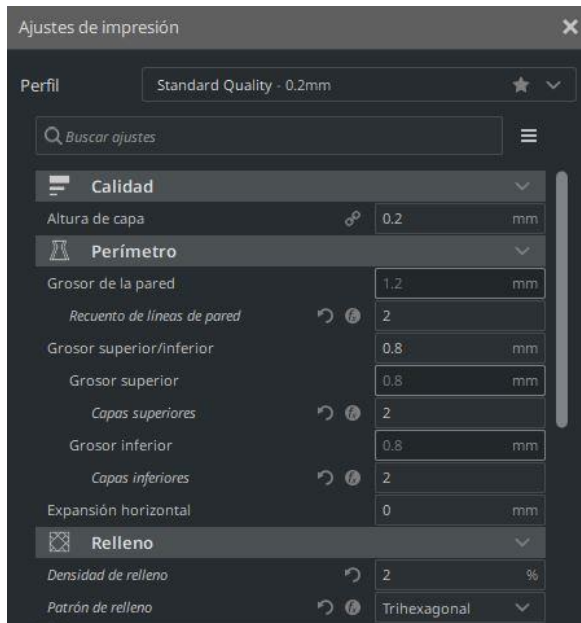 Ajustes de impresión
Perfil Standard Quality - 0.2mm
Buscar ajustes
Calidad
Altura de capa 0.2 mm
Perímetro
Grosor de la pared 1.2 mm
Recuento de líneas de pared 2
Grosor superior/inferior 0.8 mm
Grosor superior 0.8 mm
Capas superiores 2
Grosor inferior 0.8 mm
Capas inferiores 2
Expansión horizontal 0 mm
Relleno
Densidad de relleno 2 %
Patrón de relleno Trihexagonal